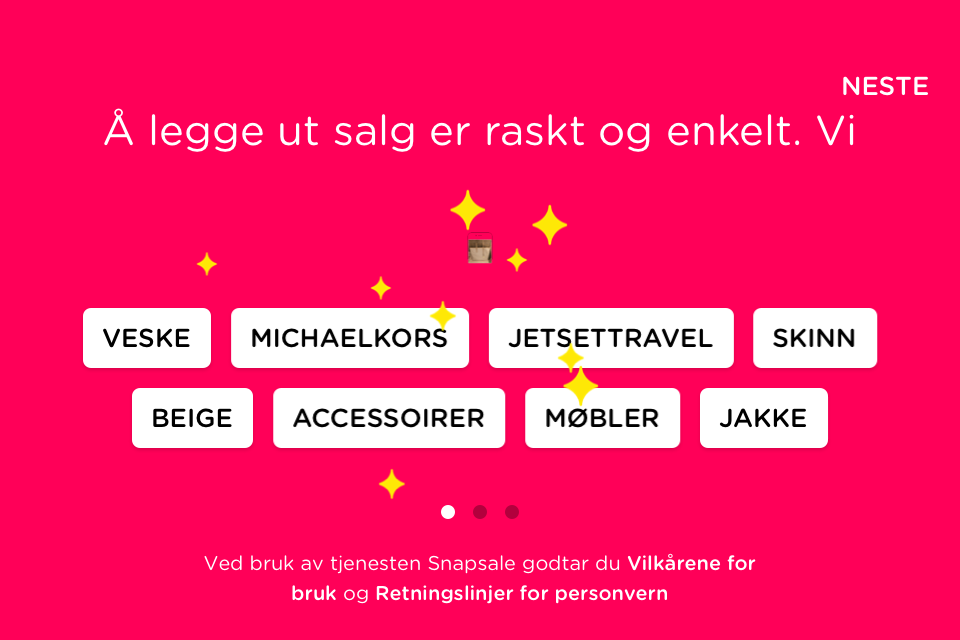 NESTE
Å legge ut salg er raskt og enkelt. Vi
VESKE MICHAELKORS JETSETTRAVEL SKINN
BEIGE ACCESSOIRER MØBLER JAKKE
Ved bruk av tjenesten Snapsale godtar du Vilkårene for
bruk og Retningslinjer for personvern